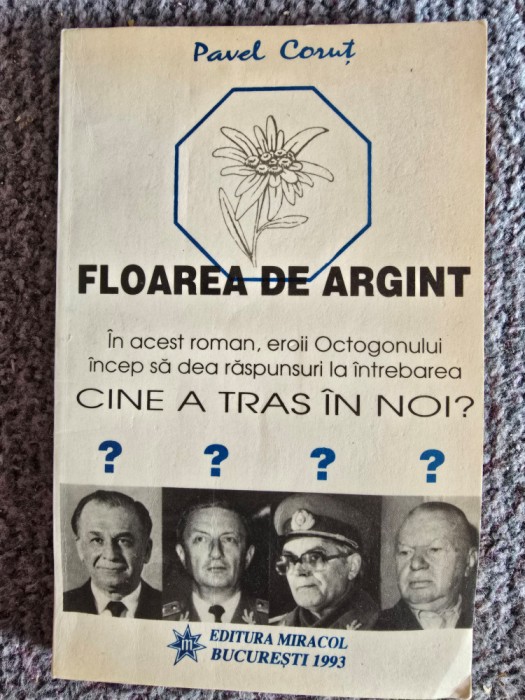 Pavel Coruț
FLOAREA DE ARGINT
În acest roman, eroii Octogonului
încep să dea răspunsuri la întrebarea
CINE A TRAS ÎN NOI?
? ? ? ?
EDITURA MIRACOL
BUCUREȘTI 1993